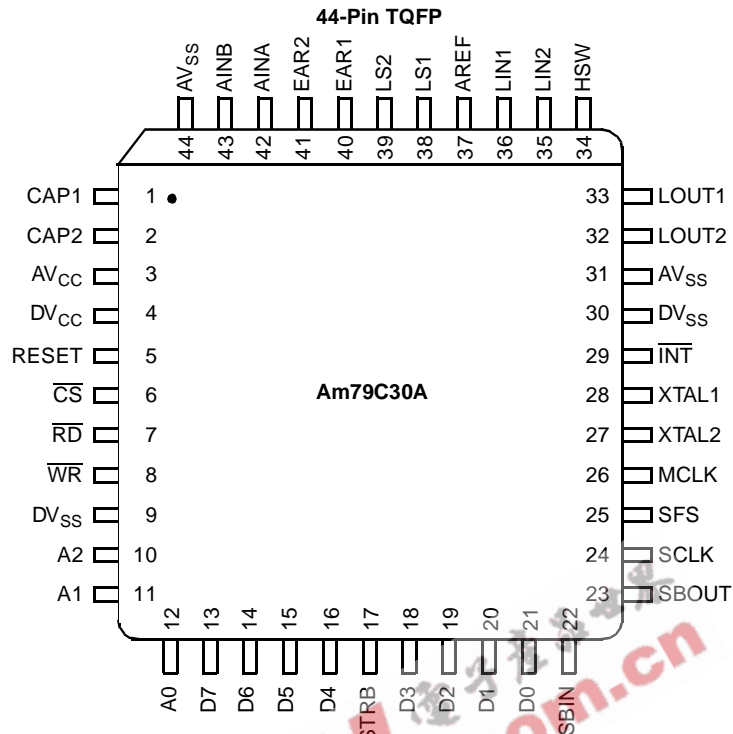 44-Pin TQFP
AVSS AINB AINA EAR2 EAR1 LS2 LS1 AREF LIN1 LIN2 HSW
44 43 42 41 40 39 38 37 36 35 34
CAP1 1 33 LOUT1
CAP2 2 32 LOUT2
AVCC 3 31 AVSS
DVCC 4 30 DVSS
RESET 5 29 INT
CS 6 Am79C30A 28 XTAL1
RD 7 27 XTAL2
WR 8 26 MCLK
DVSS 9 25 SFS
A2 10 24 SCLK
A1 11 23 SBOUT
12 13 14 15 16 17 18 19 20 21 22
A0 D7 D6 D5 D4 STRB D3 D2 D1 D0 SBIN
om.cn